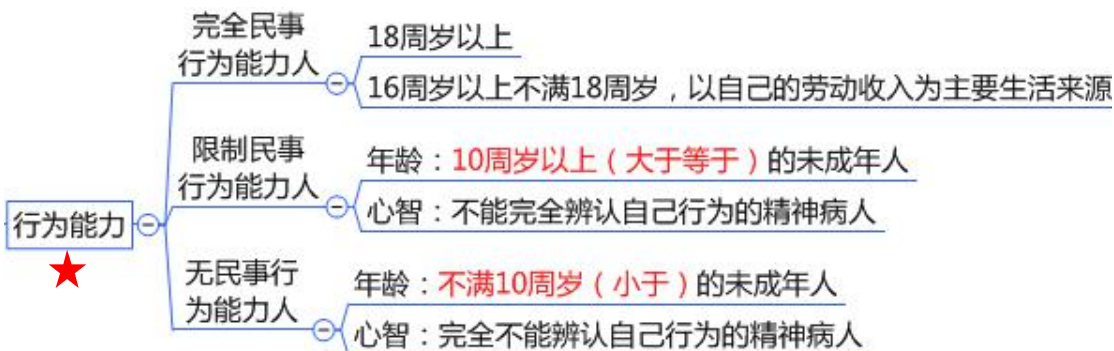 完全民事
行为能力人
18周岁以上
16周岁以上不满18周岁，以自己的劳动收入为主要生活来源
限制民事
行为能力人
年龄：10周岁以上（大于等于）的未成年人
心智：不能完全辨认自己行为的精神病人
行为能力
无民事行
为能力人
年龄：不满10周岁（小于）的未成年人
心智：完全不能辨认自己行为的精神病人